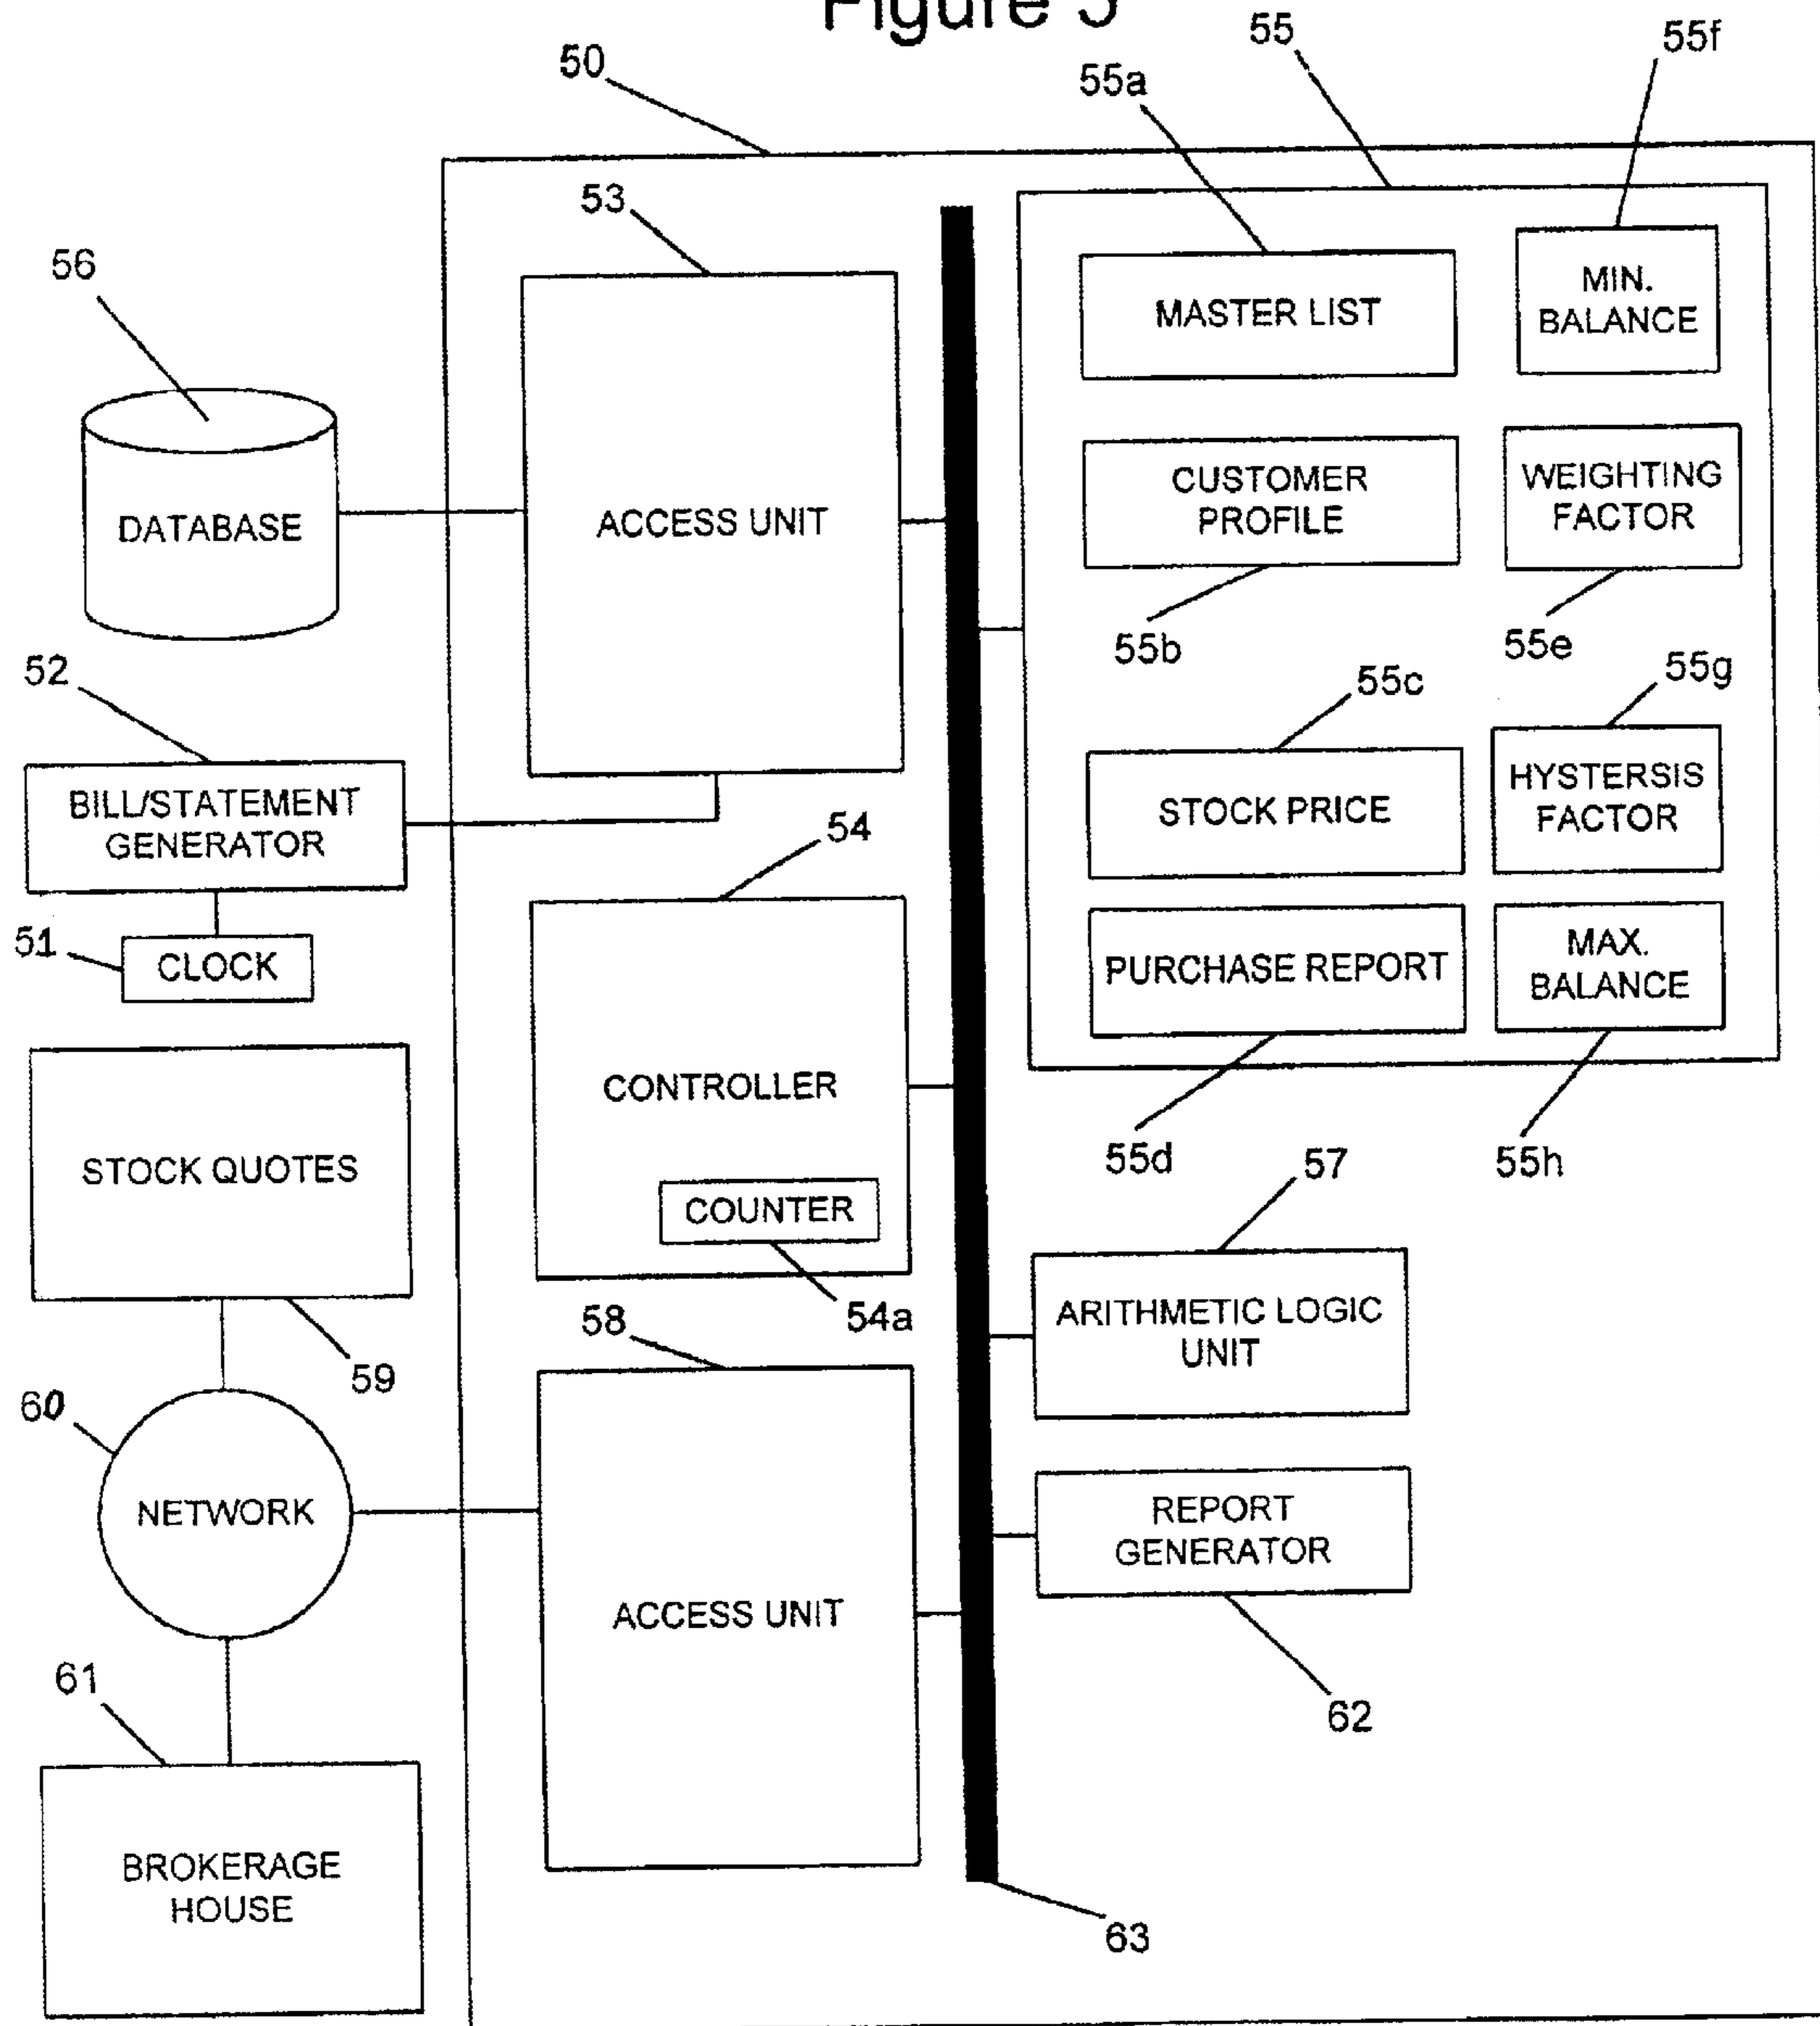 Figure 5
50
55
55a
55f
53
56
MASTER LIST
MIN.
BALANCE
DATABASE
ACCESS UNIT
CUSTOMER
PROFILE
WEIGHTING
FACTOR
55b
55e
52
55c
55g
BILL/STATEMENT
GENERATOR
STOCK PRICE
HYSTERSIS
FACTOR
54
51
CLOCK
PURCHASE REPORT
MAX.
BALANCE
CONTROLLER
STOCK QUOTES
COUNTER
55d
55h
57
54a
58
59
ARITHMETIC LOGIC
UNIT
60
NETWORK
REPORT
GENERATOR
ACCESS UNIT
61
62
BROKERAGE
HOUSE
63